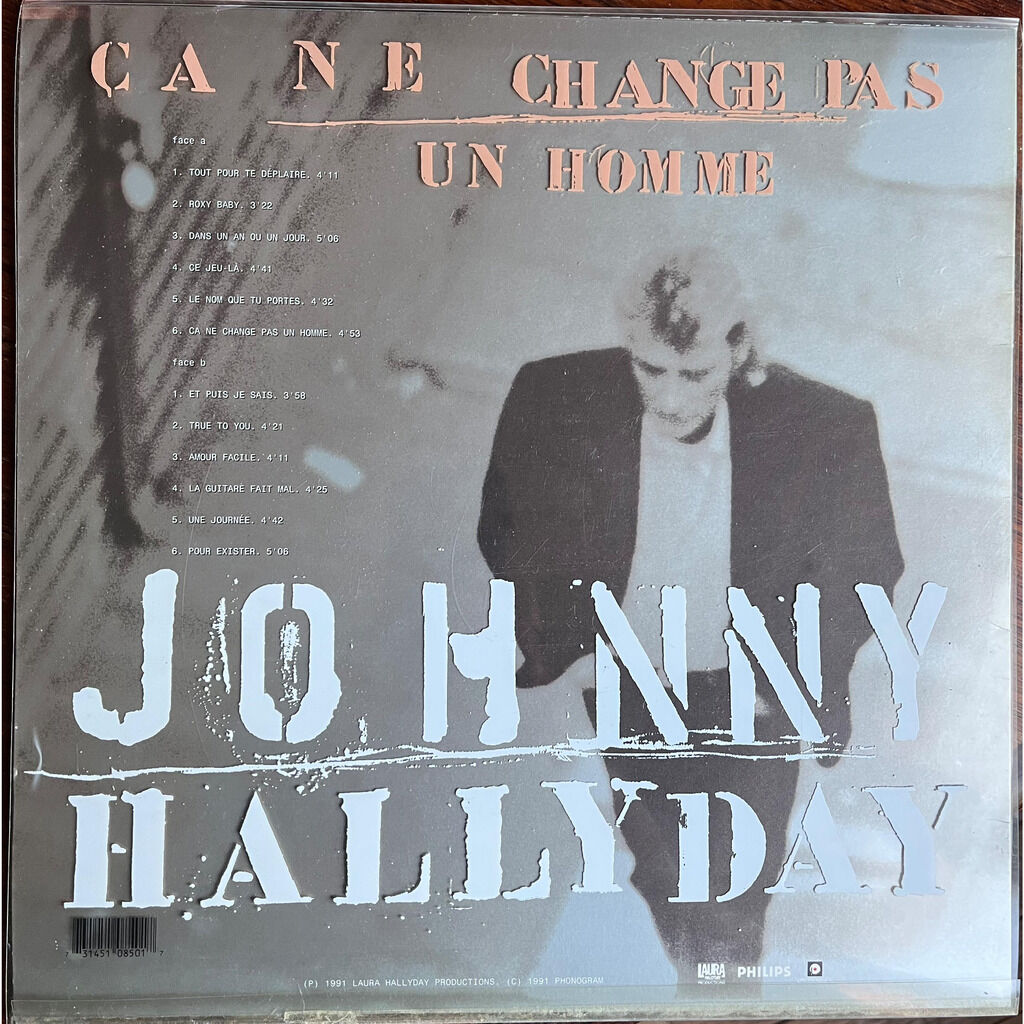 ÇA NE CHANGE PAS
UN HOMME
face a
1. TOUT POUR TE DÉPLAIRE. 4'11
2. ROXY BABY. 3'22
3. DANS UN AN OU UN JOUR. 5'06
4. CE JEU-LÀ. 4'41
5. LE NOM QUE TU PORTES. 4'32
6. CA NE CHANGE PAS UN HOMME. 4'53
face b
1. ET PUIS JE SAIS. 3'58
2. TRUE TO YOU. 4'21
3. AMOUR FACILE. 4'11
4. LA GUITARE FAIT MAL. 4'25
5. UNE JOURNÉE. 4'42
6. POUR EXISTER. 5'06
JOHNNY
HALLYDAY
7 31451 08501 7
LAURA
PRODUCTIONS
PHILIPS
(P) 1991 LAURA HALLYDAY PRODUCTIONS. (C) 1991 PHONOGRAM